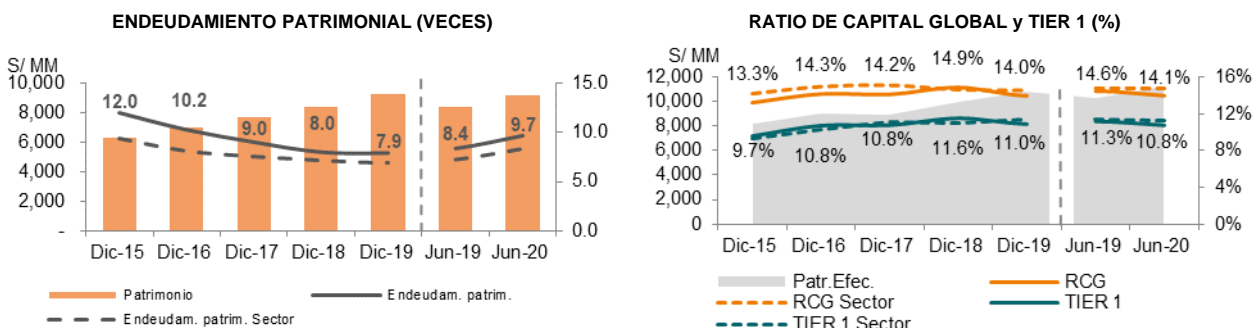 ENDEUDAMIENTO PATRIMONIAL (VECES)
S/ MM
10,000
8,000
6,000
4,000
2,000
-
15.0
10.0
5.0
0.0
12.0
10.2
9.0
8.0
7.9
8.4
9.7
Dic-15 Dic-16 Dic-17 Dic-18 Dic-19 Jun-19 Jun-20
Patrimonio
Endeudam. patrim.
Endeudam. patrim. Sector
RATIO DE CAPITAL GLOBAL y TIER 1 (%)
S/ MM
12,000
10,000
8,000
6,000
4,000
2,000
0
16%
12%
8%
4%
0%
13.3% 14.3% 14.2% 14.9% 14.0% 14.6% 14.1%
9.7% 10.8% 10.8% 11.6% 11.0% 11.3% 10.8%
Dic-15 Dic-16 Dic-17 Dic-18 Dic-19 Jun-19 Jun-20
Patr.Efec.
RCG
RCG Sector
TIER 1
TIER 1 Sector